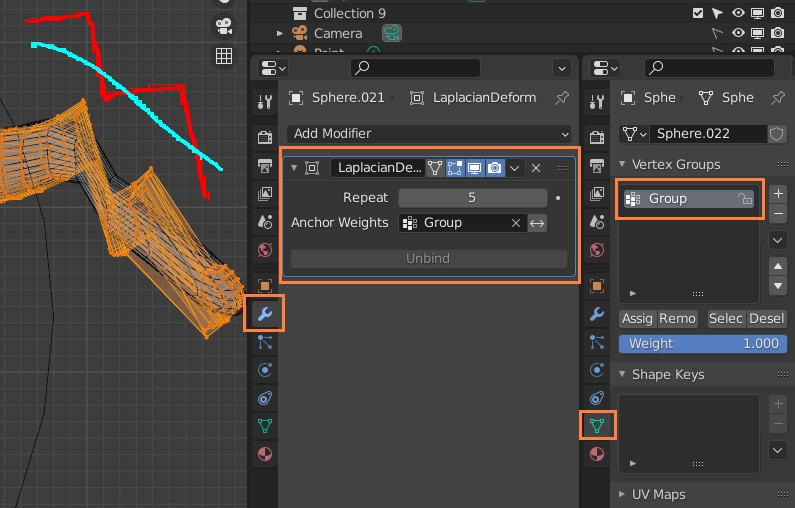 Collection 9
Camera
Sphere.021
LaplacianDeform
Sphe
Sphe
Add Modifier
Sphere.022
LaplacianDe...
Vertex Groups
Repeat
5
Group
Anchor Weights
Group
Unbind
Assig
Remo
Selec
Desel
Weight
1.000
Shape Keys
UV Maps